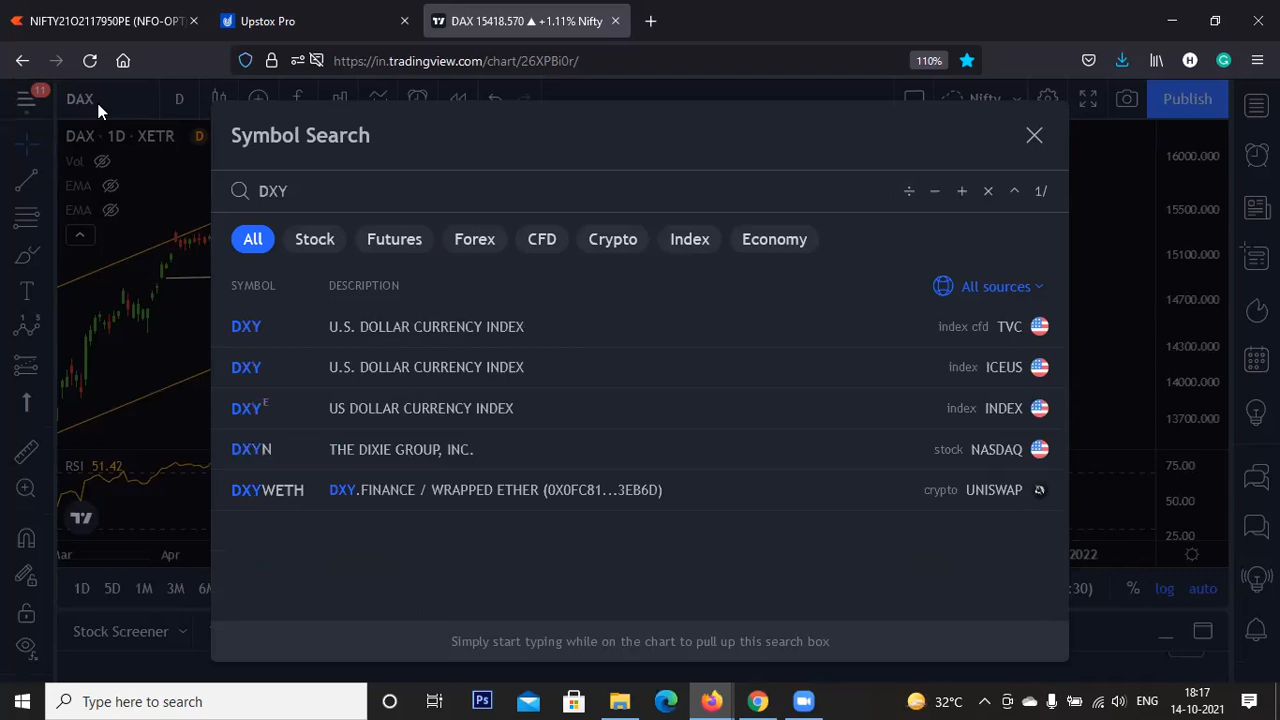 NIFTY21O2117950PE (NFO-OPT
Upstox Pro
DAX 15418.570 ▲ +1.11% Nifty
https://in.tradingview.com/chart/26XPBi0r/
110%
11
DAX
D
Nifty
Publish
DAX · 1D · XETR
D
Vol
EMA
EMA
Symbol Search
DXY
1/
All
Stock
Futures
Forex
CFD
Crypto
Index
Economy
SYMBOL
DESCRIPTION
All sources
DXY U.S. DOLLAR CURRENCY INDEX index cfd TVC
DXY U.S. DOLLAR CURRENCY INDEX index ICEUS
DXY E US DOLLAR CURRENCY INDEX index INDEX
DXYN THE DIXIE GROUP, INC. stock NASDAQ
DXYWETH DXY.FINANCE / WRAPPED ETHER (0X0FC81...3EB6D) crypto UNISWAP
Simply start typing while on the chart to pull up this search box
16000.000
15500.000
15100.000
14700.000
14300.000
14000.000
13700.000
RSI 51.42
75.00
50.00
25.00
Mar
Apr
2022
1D 5D 1M 3M 6M
:30)
%
log
auto
Stock Screener
Type here to search
Ps
32°C
ENG
18:17
14-10-2021